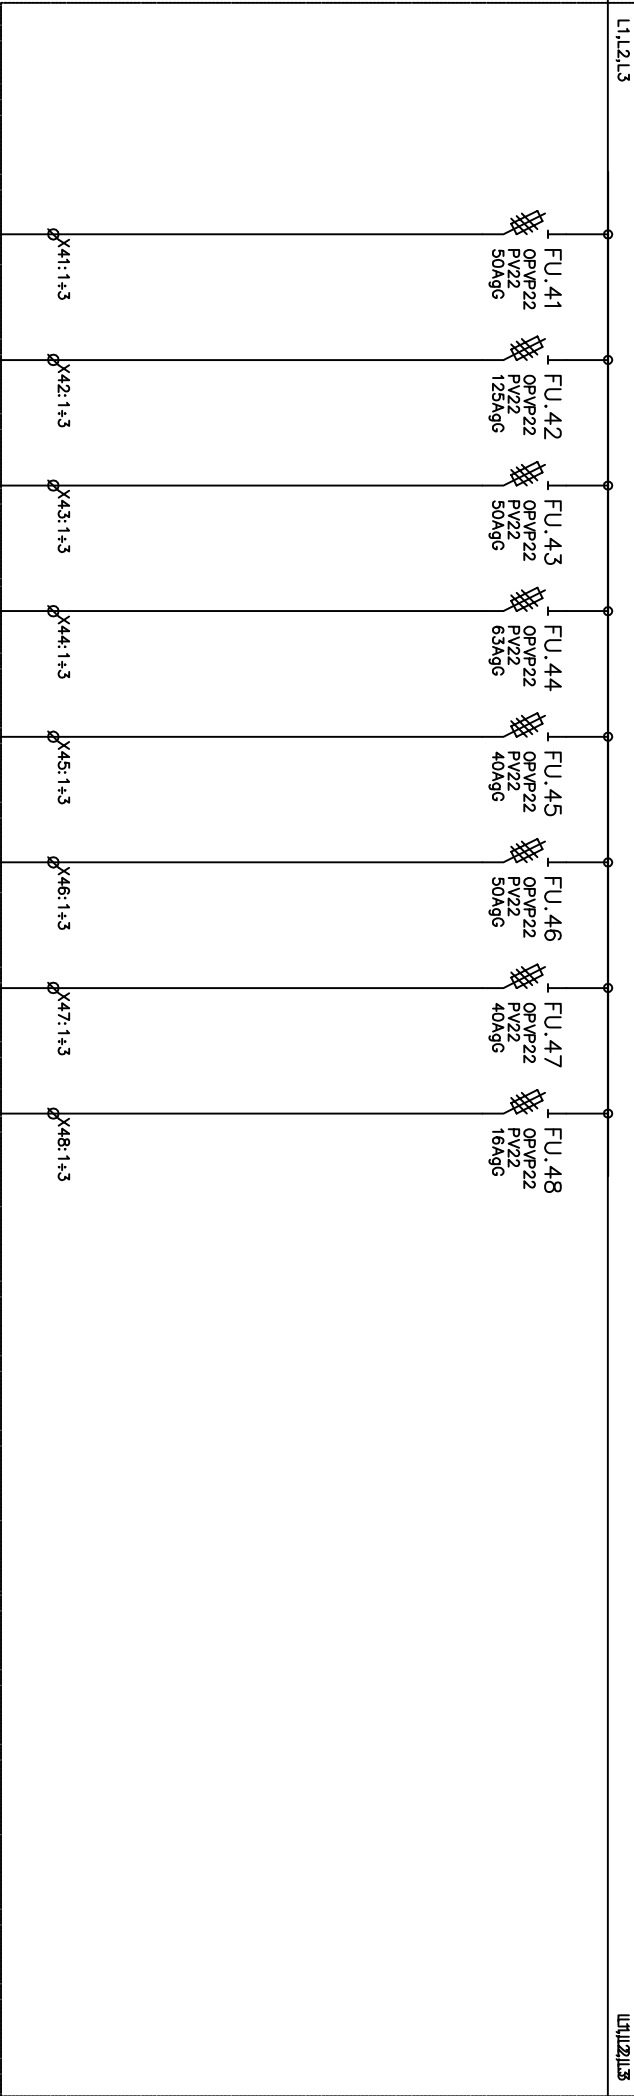 L1,L2,L3
FU.41
OPVP22
PV22
50AgG
X41:1÷3
FU.42
OPVP22
PV22
125AgG
X42:1÷3
FU.43
OPVP22
PV22
50AgG
X43:1÷3
FU.44
OPVP22
PV22
63AgG
X44:1÷3
FU.45
OPVP22
PV22
40AgG
X45:1÷3
FU.46
OPVP22
PV22
50AgG
X46:1÷3
FU.47
OPVP22
PV22
40AgG
X47:1÷3
FU.48
OPVP22
PV22
16AgG
X48:1÷3
L1,L2,L3